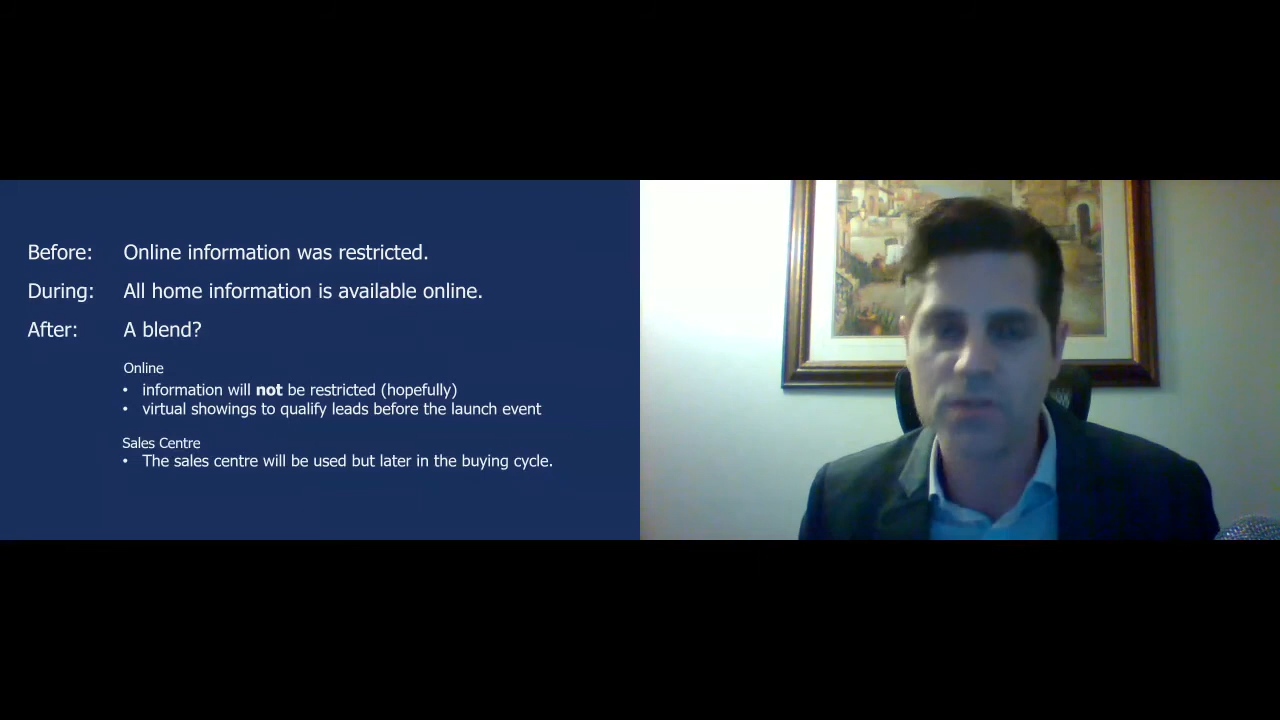 Before: Online information was restricted.
During: All home information is available online.
After: A blend?
Online
• information will not be restricted (hopefully)
• virtual showings to qualify leads before the launch event
Sales Centre
• The sales centre will be used but later in the buying cycle.